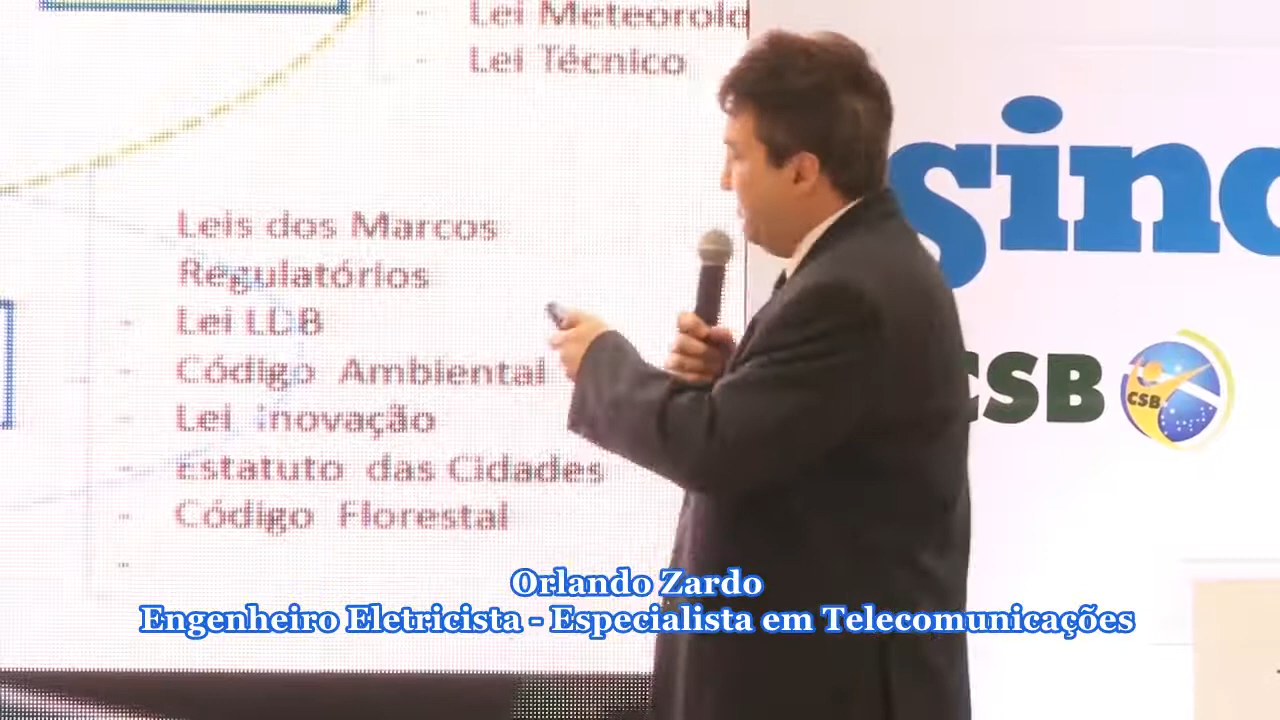 Lei Meteorolo
Lei Técnico
Leis dos Marcos
Regulatórios
- Lei LDB
- Código Ambiental
- Lei inovação
- Estatuto das Cidades
- Código Florestal
-
sind
CSB
CSB
Orlando Zardo
Engenheiro Eletricista - Especialista em Telecomunicações